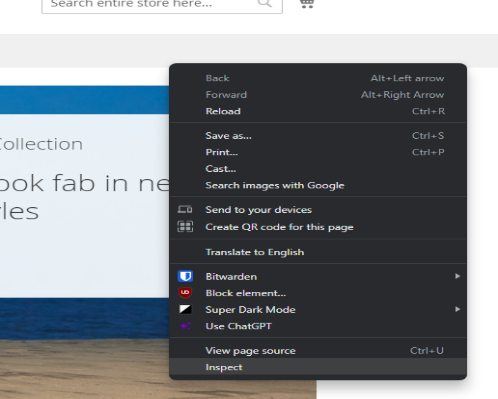 Search entire store here...
Collection
ook fab in ne
les
Back Alt+Left arrow
Forward Alt+Right Arrow
Reload Ctrl+R
Save as... Ctrl+S
Print... Ctrl+P
Cast...
Search images with Google
Send to your devices
Create QR code for this page
Translate to English
Bitwarden
Block element...
Super Dark Mode
Use ChatGPT
View page source Ctrl+U
Inspect